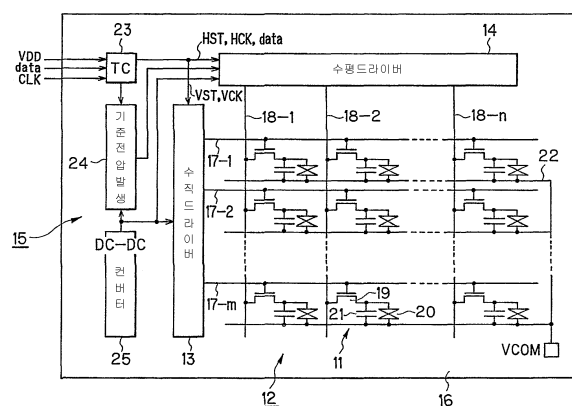 23
TC
VDD
data
CLK
HST, HCK, data
VST, VCK
14
수평드라이버
18-1
18-2
18-n
기준전압발생
24
수직드라이버
17-1
17-2
17-m
22
15
DC-DC
컨버터
25
13
19
20
21
11
12
VCOM
16